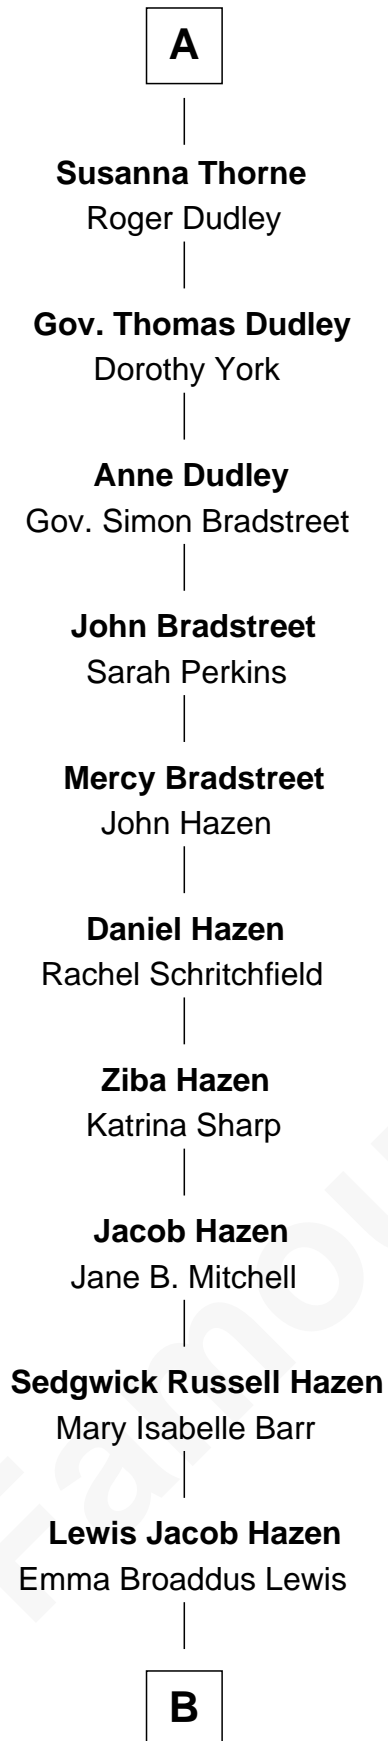 A
Susanna Thorne
Roger Dudley
Gov. Thomas Dudley
Dorothy York
Anne Dudley
Gov. Simon Bradstreet
John Bradstreet
Sarah Perkins
Mercy Bradstreet
John Hazen
Daniel Hazen
Rachel Schritchfield
Ziba Hazen
Katrina Sharp
Jacob Hazen
Jane B. Mitchell
Sedgwick Russell Hazen
Mary Isabelle Barr
Lewis Jacob Hazen
Emma Broaddus Lewis
B
Famou